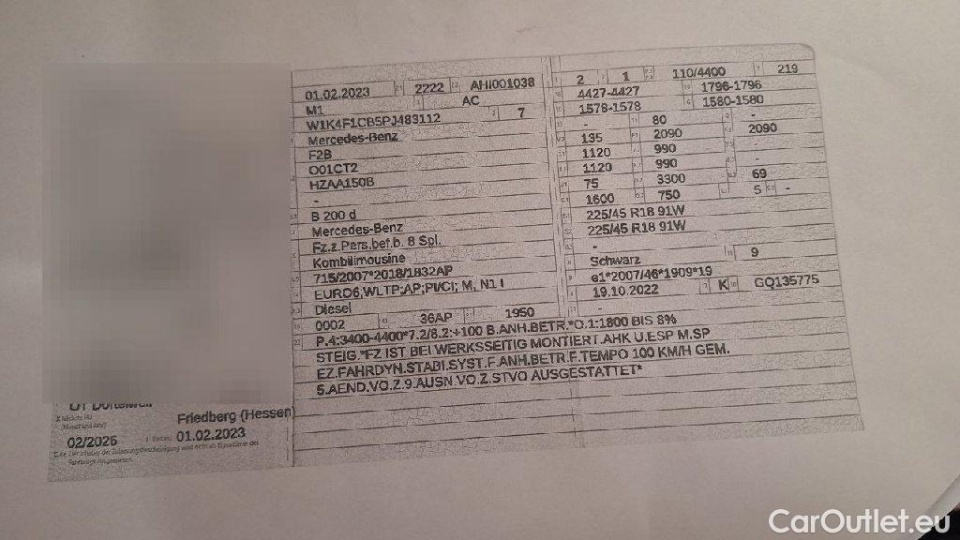 01.02.2023 2222 AHI001038
M1 AC
W1K4F1CB5PJ483112 7
Mercedes-Benz
F2B
O01CT2
HZAA150B
-
B 200 d
Mercedes-Benz
Fz.z.Pers.bef.b. 8 Spl.
Kombilimousine
715/2007*2018/1832AP
EURO6;WLTP;AP;PI/CI; M, N1 I
Diesel
0002 36AP 1950
2 1 110/4400 219
4427-4427 1796-1796
1578-1578 1580-1580
- 80 -
135 2090 2090
1120 990 -
1120 990 -
75 3300 69
1600 750 5 -
225/45 R18 91W
225/45 R18 91W
-
Schwarz 9
e1*2007/46*1909*19
19.10.2022 K GQ135775
-
P.4:3400-4400*7.2/8.2:+100 B.ANH.BETR.*O.1:1800 BIS 8%
STEIG.*FZ IST BEI WERKSSEITIG MONTIERT.AHK U.ESP M.SP
EZ.FAHRDYN.STABI.SYST.F.ANH.BETR.F.TEMPO 100 KM/H GEM.
5.AEND.VO.Z.9.AUSN VO.Z.STVO AUSGESTATTET*
Friedberg (Hessen)
02/2026 01.02.2023
CarOutlet.eu